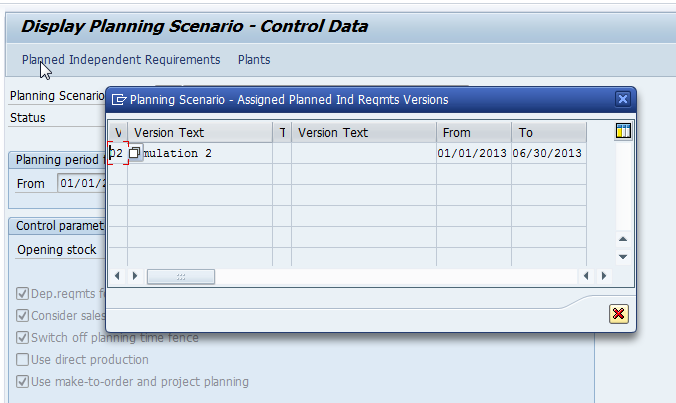 Display Planning Scenario - Control Data
Planned Independent Requirements Plants
Planning Scenario
Status
Planning Scenario - Assigned Planned Ind Reqmts Versions
V Version Text T Version Text From To
02 mulation 2 01/01/2013 06/30/2013
Planning period
From 01/01/2
Control paramet
Opening stock
Dep.reqmts f
Consider sales
Switch off planning time fence
Use direct production
Use make-to-order and project planning